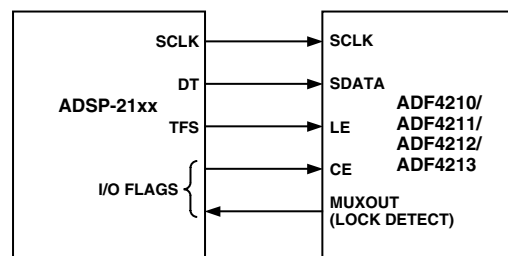 SCLK
DT
ADSP-21xx
TFS
I/O FLAGS
SCLK
SDATA
ADF4210/
ADF4211/
ADF4212/
ADF4213
LE
CE
MUXOUT
(LOCK DETECT)